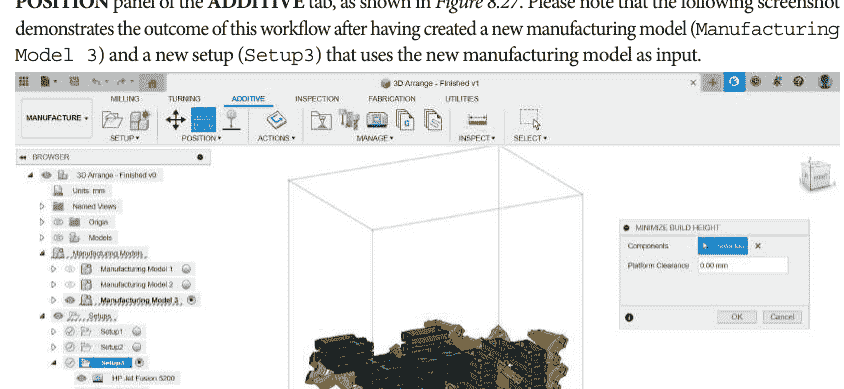 POSITION panel of the ADDITIVE tab, as shown in Figure 8.27. Please note that the following screenshot
demonstrates the outcome of this workflow after having created a new manufacturing model (Manufacturing
Model 3) and a new setup (Setup3) that uses the new manufacturing model as input.
3D Arrange - Finished v1
MILLING TURNING ADDITIVE INSPECTION FABRICATION UTILITIES
MANUFACTURE
SETUP POSITION ACTIONS MANAGE INSPECT SELECT
BROWSER
3D Arrange - Finished v0
Units: mm
Named Views
Origin
Models
Manufacturing Models
Manufacturing Model 1
Manufacturing Model 2
Manufacturing Model 3
Setups
Setup1
Setup2
Setup3
HP Jet Fusion 5200
MINIMIZE BUILD HEIGHT
Components
Platform Clearance 0.00 mm
OK Cancel